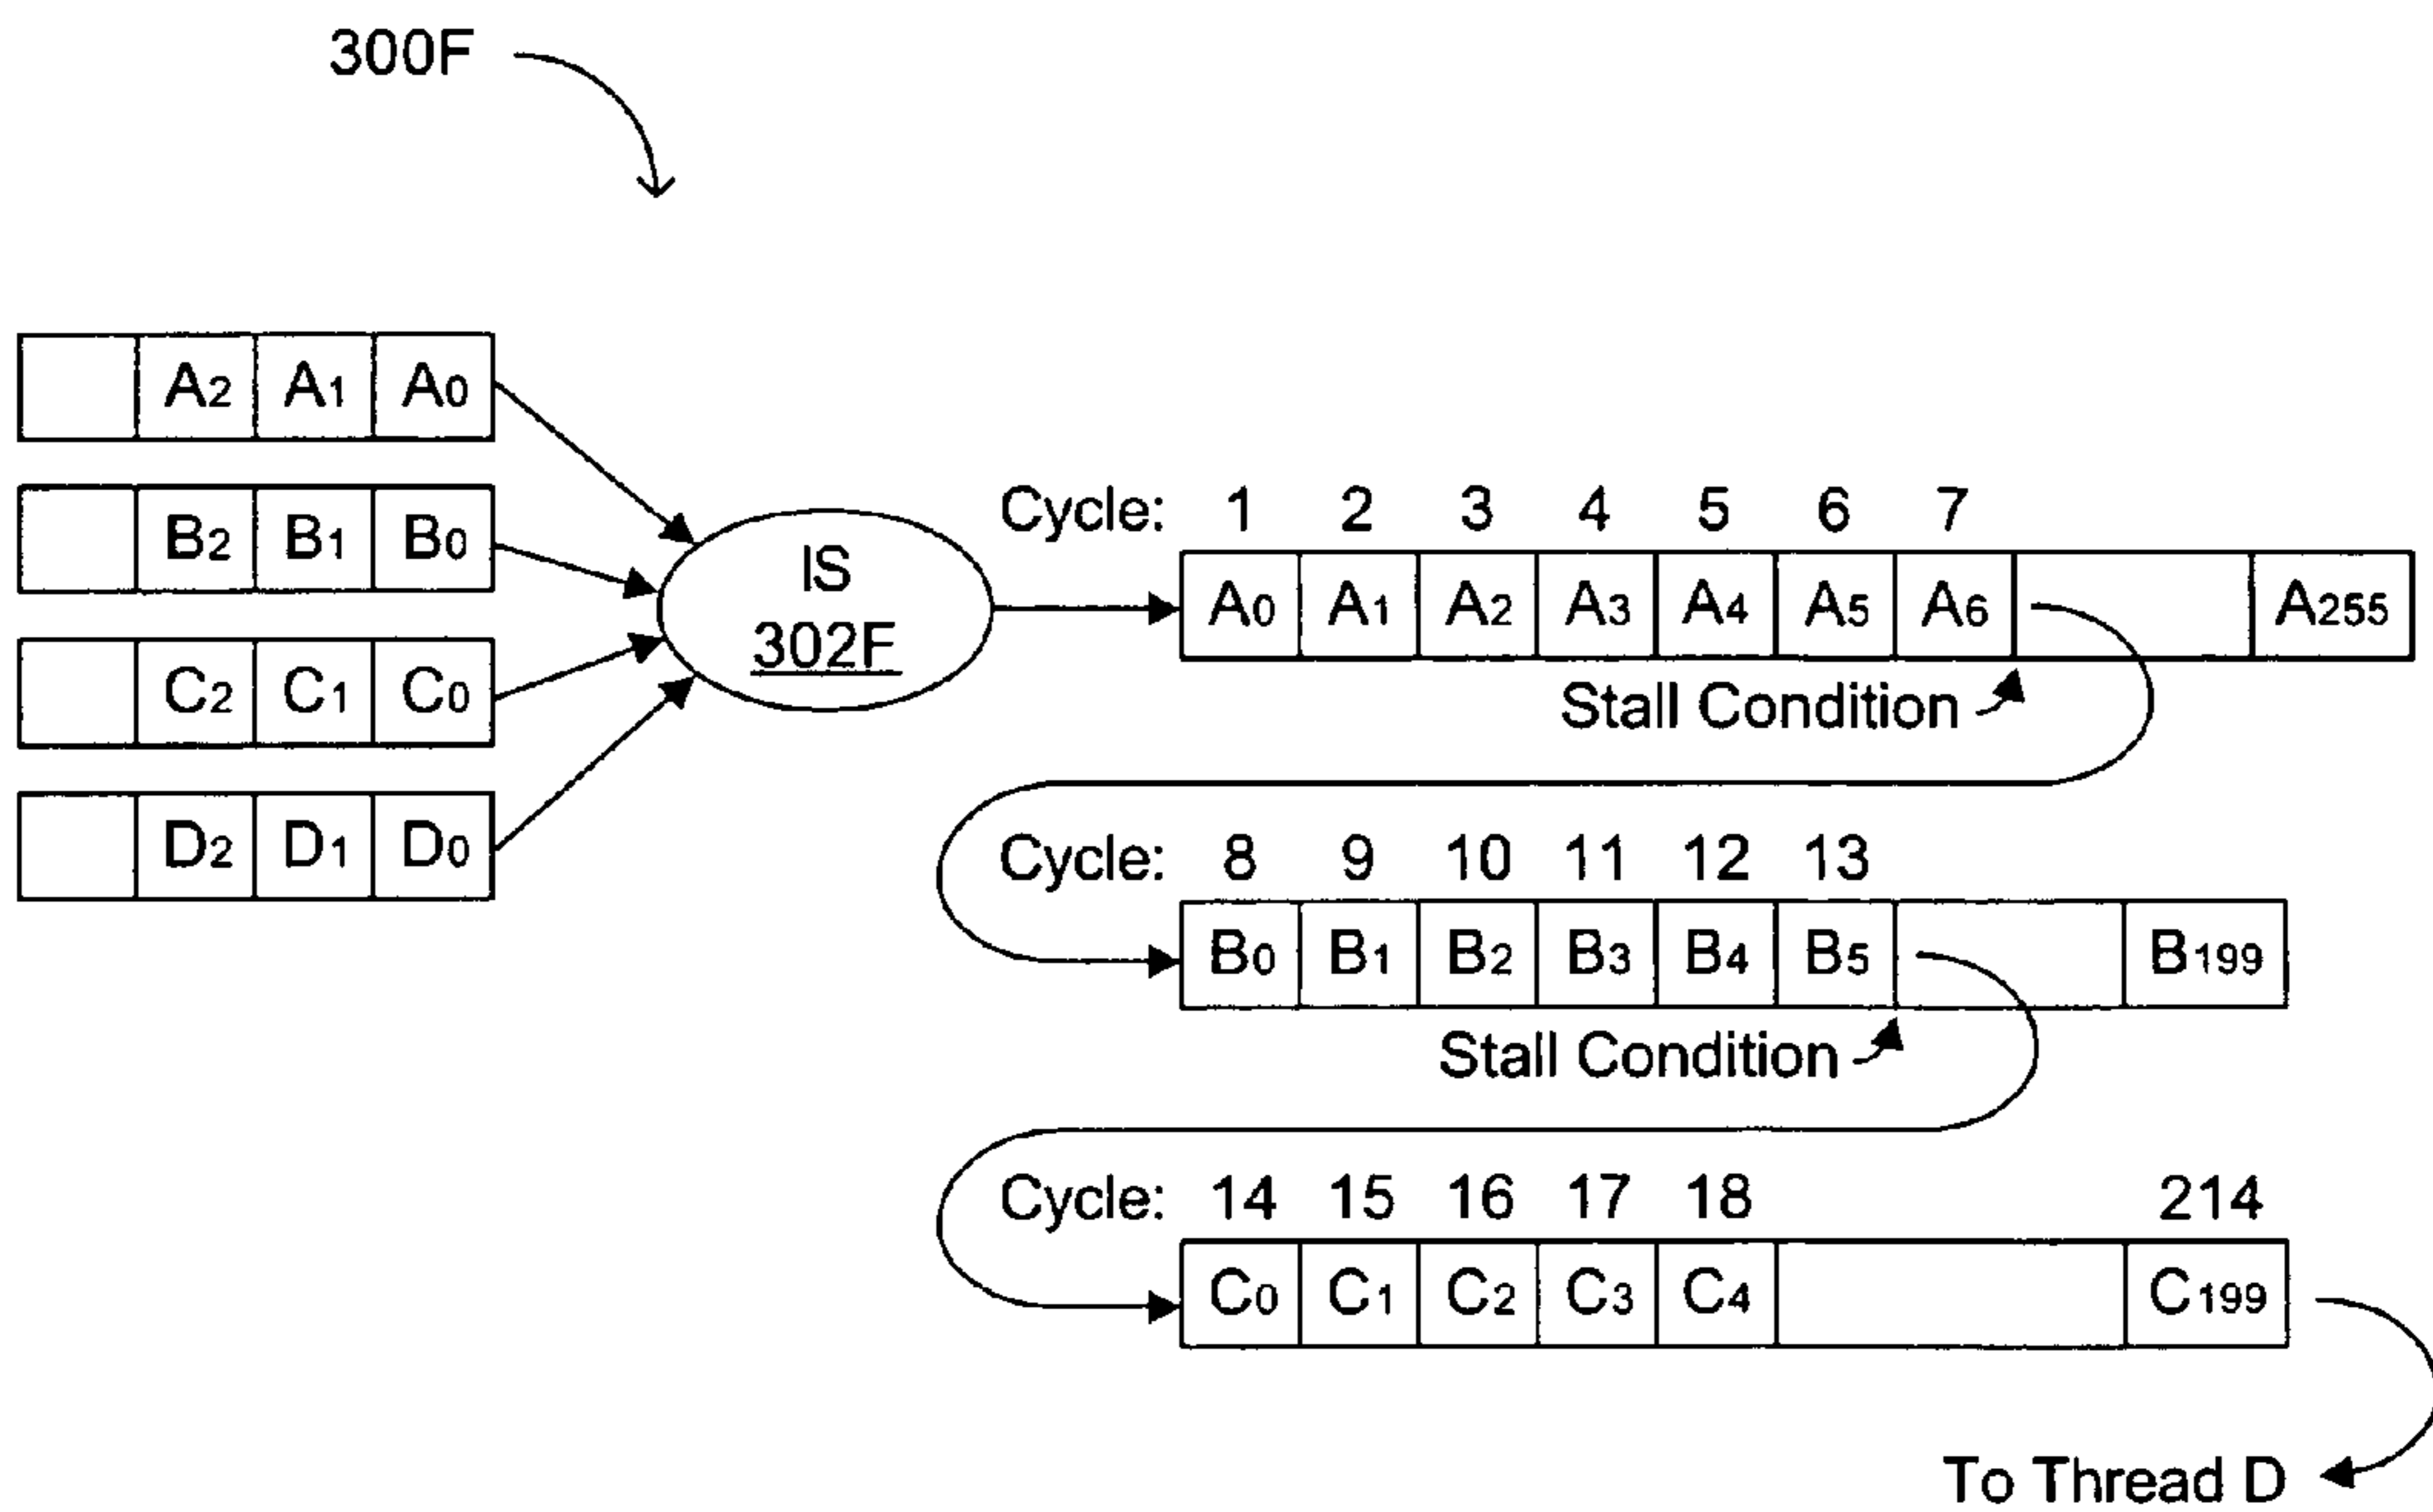 300F
A2 A1 A0
B2 B1 B0
C2 C1 C0
D2 D1 D0
IS
302F
Cycle: 1 2 3 4 5 6 7
A0 A1 A2 A3 A4 A5 A6 A255
Stall Condition
Cycle: 8 9 10 11 12 13
B0 B1 B2 B3 B4 B5 B199
Stall Condition
Cycle: 14 15 16 17 18 214
C0 C1 C2 C3 C4 C199
To Thread D